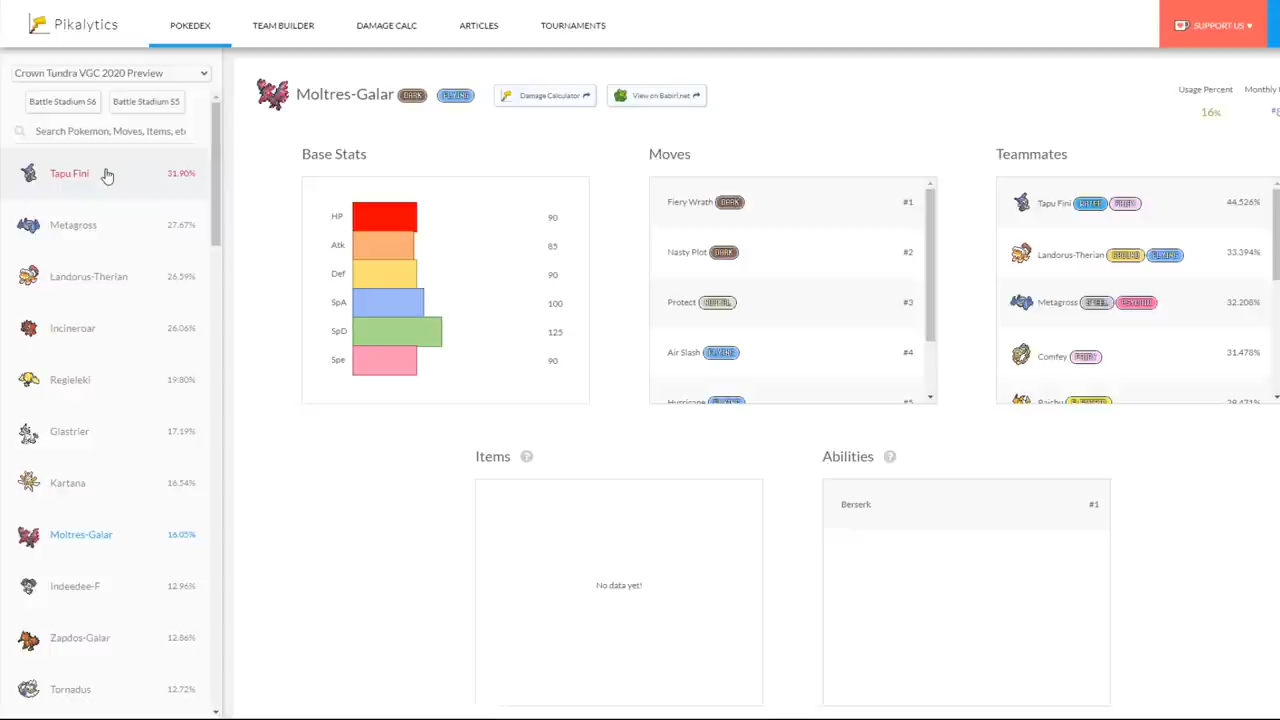 Pikalytics
POKEDEX
TEAM BUILDER
DAMAGE CALC
ARTICLES
TOURNAMENTS
SUPPORT US ♥
Crown Tundra VGC 2020 Preview
Battle Stadium S6
Battle Stadium S5
Search Pokemon, Moves, Items, etc
Tapu Fini 31.90%
Metagross 27.67%
Landorus-Therian 26.59%
Incineroar 26.06%
Regieleki 19.80%
Glastrier 17.19%
Kartana 16.54%
Moltres-Galar 16.05%
Indeedee-F 12.96%
Zapdos-Galar 12.86%
Tornadus 12.72%
Moltres-Galar DARK FLYING
Damage Calculator
View on Babiri.net
Usage Percent
16%
Monthly
Base Stats
HP 90
Atk 85
Def 90
SpA 100
SpD 125
Spe 90
Moves
Fiery Wrath DARK #1
Nasty Plot DARK #2
Protect NORMAL #3
Air Slash FLYING #4
Hurricane FLYING #5
Teammates
Tapu Fini WATER FAIRY 44.526%
Landorus-Therian GROUND FLYING 33.394%
Metagross STEEL PSYCHIC 32.208%
Comfey FAIRY 31.478%
Raichu ELECTRIC
Items ?
No data yet!
Abilities ?
Berserk #1